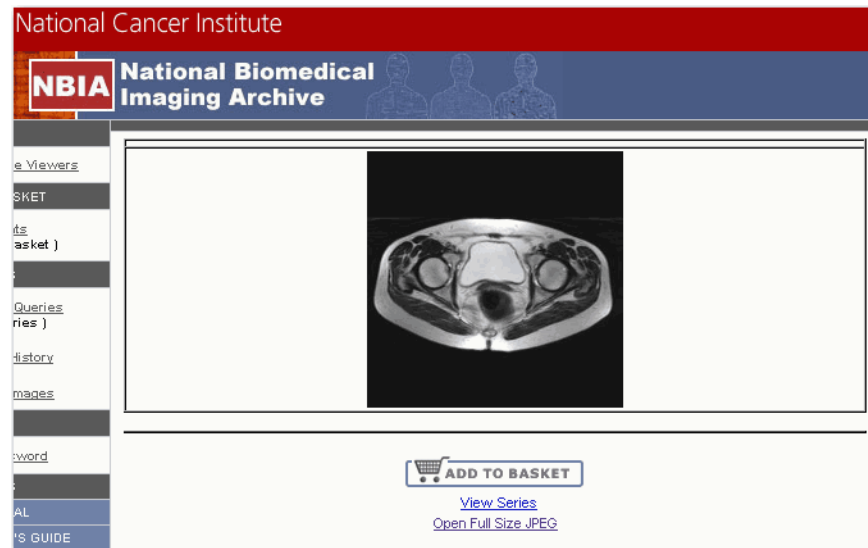 National Cancer Institute
NBIA National Biomedical
Imaging Archive
e Viewers
SKET
ts
asket )
s
Queries
ries )
History
mages
word
s
AL
'S GUIDE
ADD TO BASKET
View Series
Open Full Size JPEG